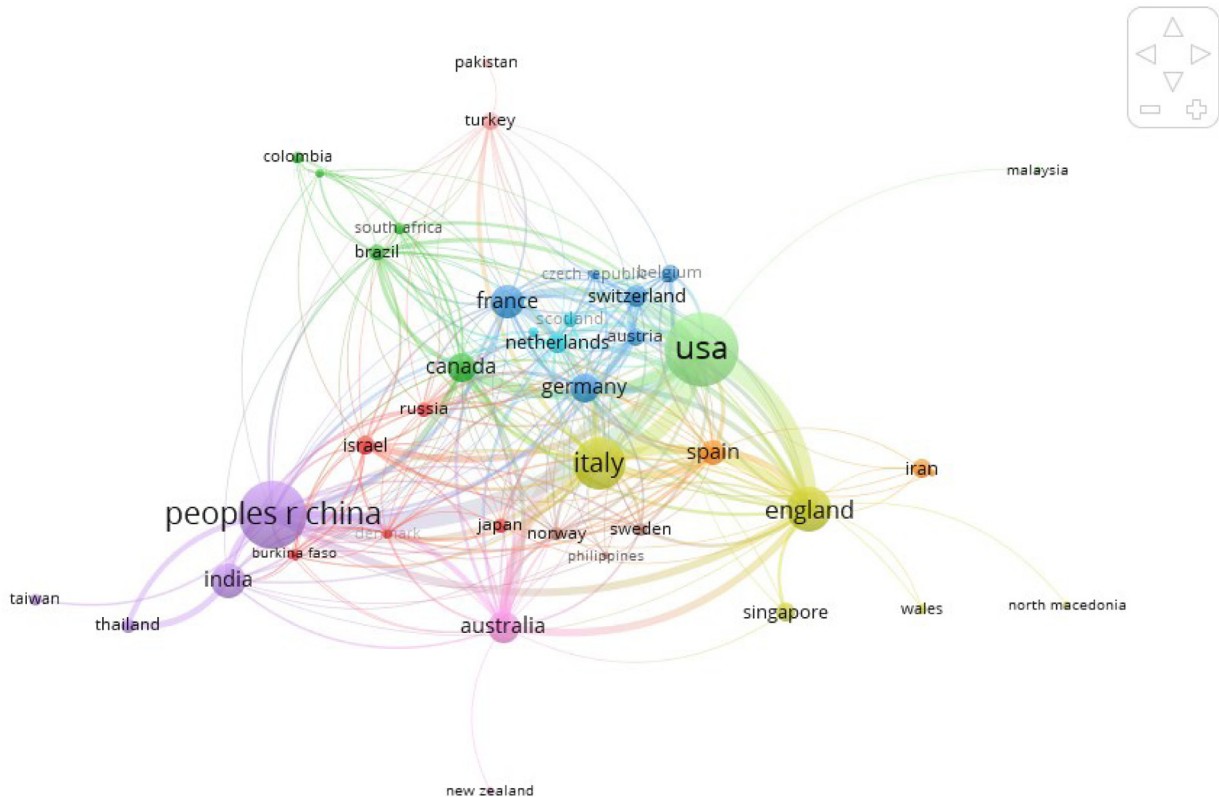 pakistan
turkey
colombia
malaysia
south africa
brazil
czech republic
belgium
france
switzerland
scotland
netherlands
austria
usa
canada
germany
russia
israel
italy
spain
iran
peoples r china
england
japan
norway
sweden
denmark
burkina faso
philippines
india
taiwan
thailand
australia
singapore
wales
north macedonia
new zealand